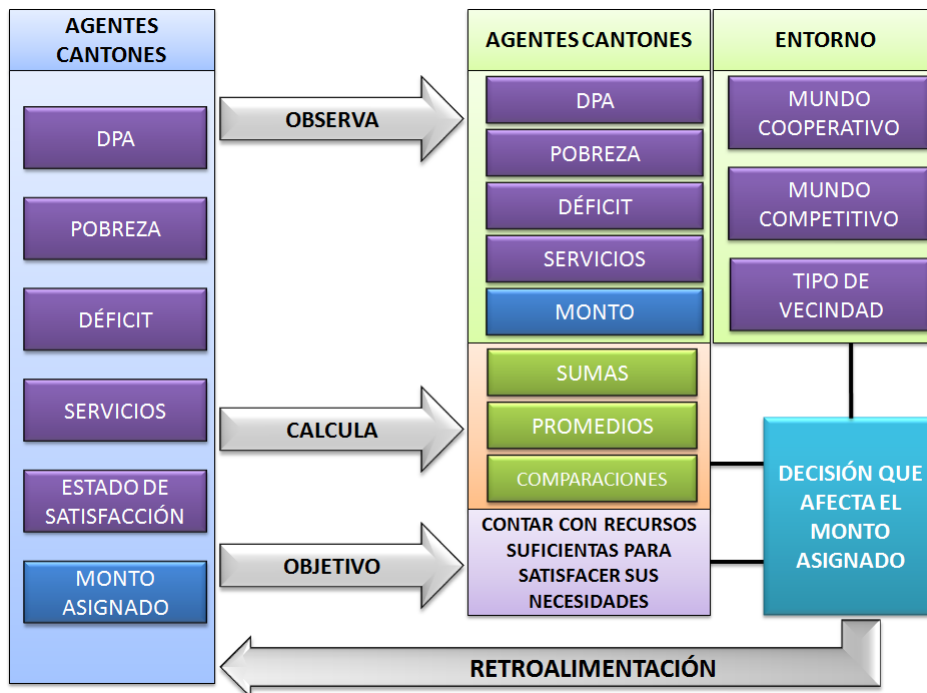 AGENTES
CANTONES
DPA
POBREZA
DÉFICIT
SERVICIOS
ESTADO DE
SATISFACCIÓN
MONTO
ASIGNADO
OBSERVA
CALCULA
OBJETIVO
AGENTES CANTONES
DPA
POBREZA
DÉFICIT
SERVICIOS
MONTO
SUMAS
PROMEDIOS
COMPARACIONES
CONTAR CON RECURSOS
SUFICIENTAS PARA
SATISFACER SUS
NECESIDADES
ENTORNO
MUNDO
COOPERATIVO
MUNDO
COMPETITIVO
TIPO DE
VECINDAD
DECISIÓN QUE
AFECTA EL
MONTO
ASIGNADO
RETROALIMENTACIÓN